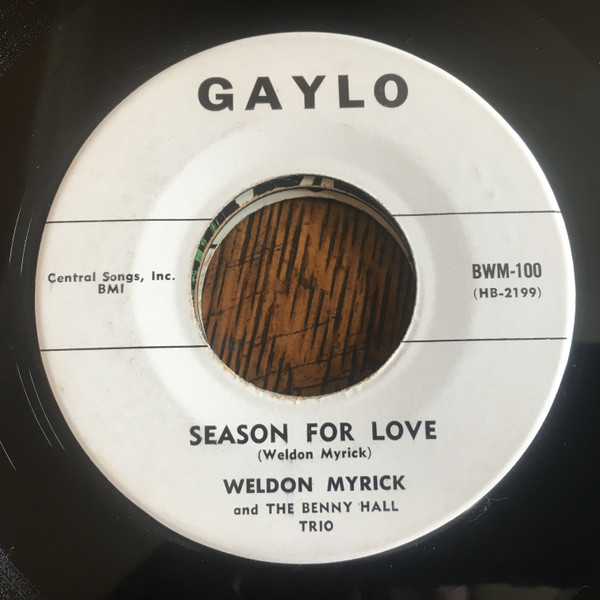 GAYLO
Central Songs, Inc.
BMI
BWM-100
(HB-2199)
SEASON FOR LOVE
(Weldon Myrick)
WELDON MYRICK
and THE BENNY HALL
TRIO